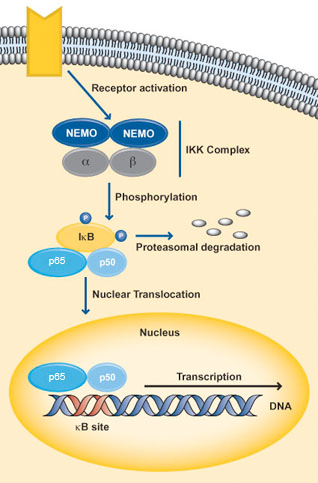 Receptor activation
NEMO NEMO
α β
IKK Complex
Phosphorylation
P
IκB P
Proteasomal degradation
p65 p50
Nuclear Translocation
Nucleus
p65 p50
Transcription
DNA
κB site